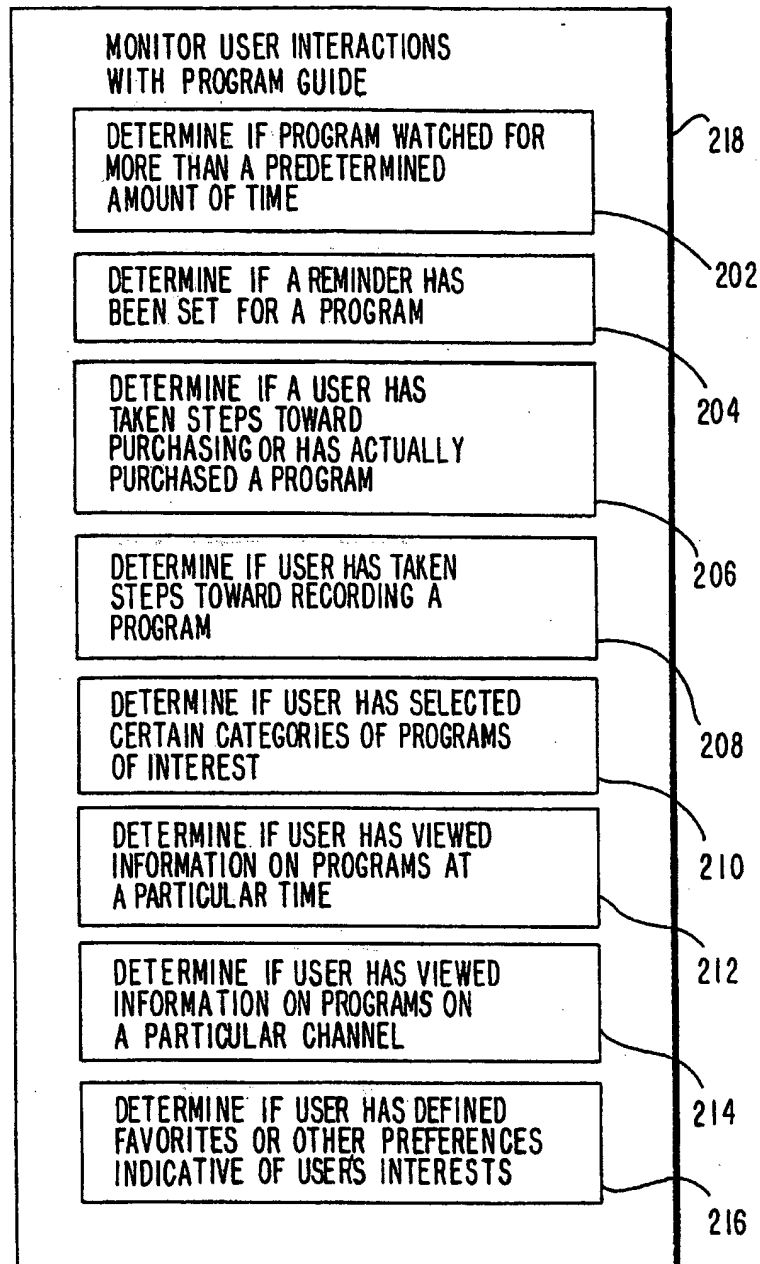 MONITOR USER INTERACTIONS
WITH PROGRAM GUIDE
218
DETERMINE IF PROGRAM WATCHED FOR
MORE THAN A PREDETERMINED
AMOUNT OF TIME
202
DETERMINE IF A REMINDER HAS
BEEN SET FOR A PROGRAM
204
DETERMINE IF A USER HAS
TAKEN STEPS TOWARD
PURCHASING OR HAS ACTUALLY
PURCHASED A PROGRAM
206
DETERMINE IF USER HAS TAKEN
STEPS TOWARD RECORDING A
PROGRAM
208
DETERMINE IF USER HAS SELECTED
CERTAIN CATEGORIES OF PROGRAMS
OF INTEREST
210
DETERMINE IF USER HAS VIEWED
INFORMATION ON PROGRAMS AT
A PARTICULAR TIME
212
DETERMINE IF USER HAS VIEWED
INFORMATION ON PROGRAMS ON
A PARTICULAR CHANNEL
214
DETERMINE IF USER HAS DEFINED
FAVORITES OR OTHER PREFERENCES
INDICATIVE OF USER'S INTERESTS
216